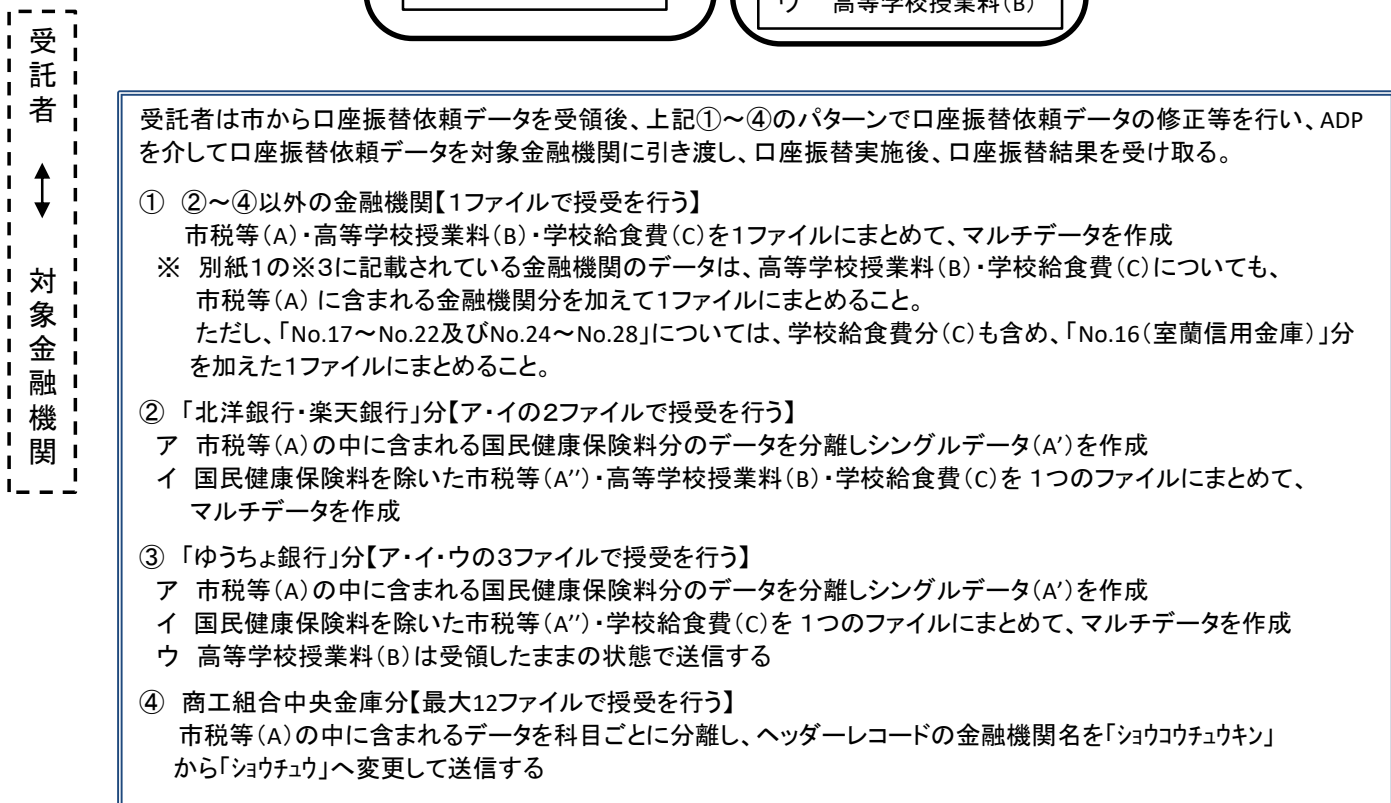 ウ 高等学校授業料(B)
受託者 ↔ 対象金融機関
受託者は市から口座振替依頼データを受領後、上記①～④のパターンで口座振替依頼データの修正等を行い、ADP
を介して口座振替依頼データを対象金融機関に引き渡し、口座振替実施後、口座振替結果を受け取る。
① ②～④以外の金融機関【1ファイルで授受を行う】
市税等(A)・高等学校授業料(B)・学校給食費(C)を1ファイルにまとめて、マルチデータを作成
※ 別紙1の※3に記載されている金融機関のデータは、高等学校授業料(B)・学校給食費(C)についても、
市税等(A) に含まれる金融機関分を加えて1ファイルにまとめること。
ただし、「No.17～No.22及びNo.24～No.28」については、学校給食費分(C)も含め、「No.16(室蘭信用金庫)」分
を加えた1ファイルにまとめること。
② 「北洋銀行・楽天銀行」分【ア・イの2ファイルで授受を行う】
ア 市税等(A)の中に含まれる国民健康保険料分のデータを分離しシングルデータ(A’)を作成
イ 国民健康保険料を除いた市税等(A’’)・高等学校授業料(B)・学校給食費(C)を 1つのファイルにまとめて、
マルチデータを作成
③ 「ゆうちょ銀行」分【ア・イ・ウの3ファイルで授受を行う】
ア 市税等(A)の中に含まれる国民健康保険料分のデータを分離しシングルデータ(A’)を作成
イ 国民健康保険料を除いた市税等(A’’)・学校給食費(C)を 1つのファイルにまとめて、マルチデータを作成
ウ 高等学校授業料(B)は受領したままの状態で送信する
④ 商工組合中央金庫分【最大12ファイルで授受を行う】
市税等(A)の中に含まれるデータを科目ごとに分離し、ヘッダーレコードの金融機関名を「ｼｮｳｺｳﾁｭｳｷﾝ」
から「ｼｮｳﾁｭｳ」へ変更して送信する